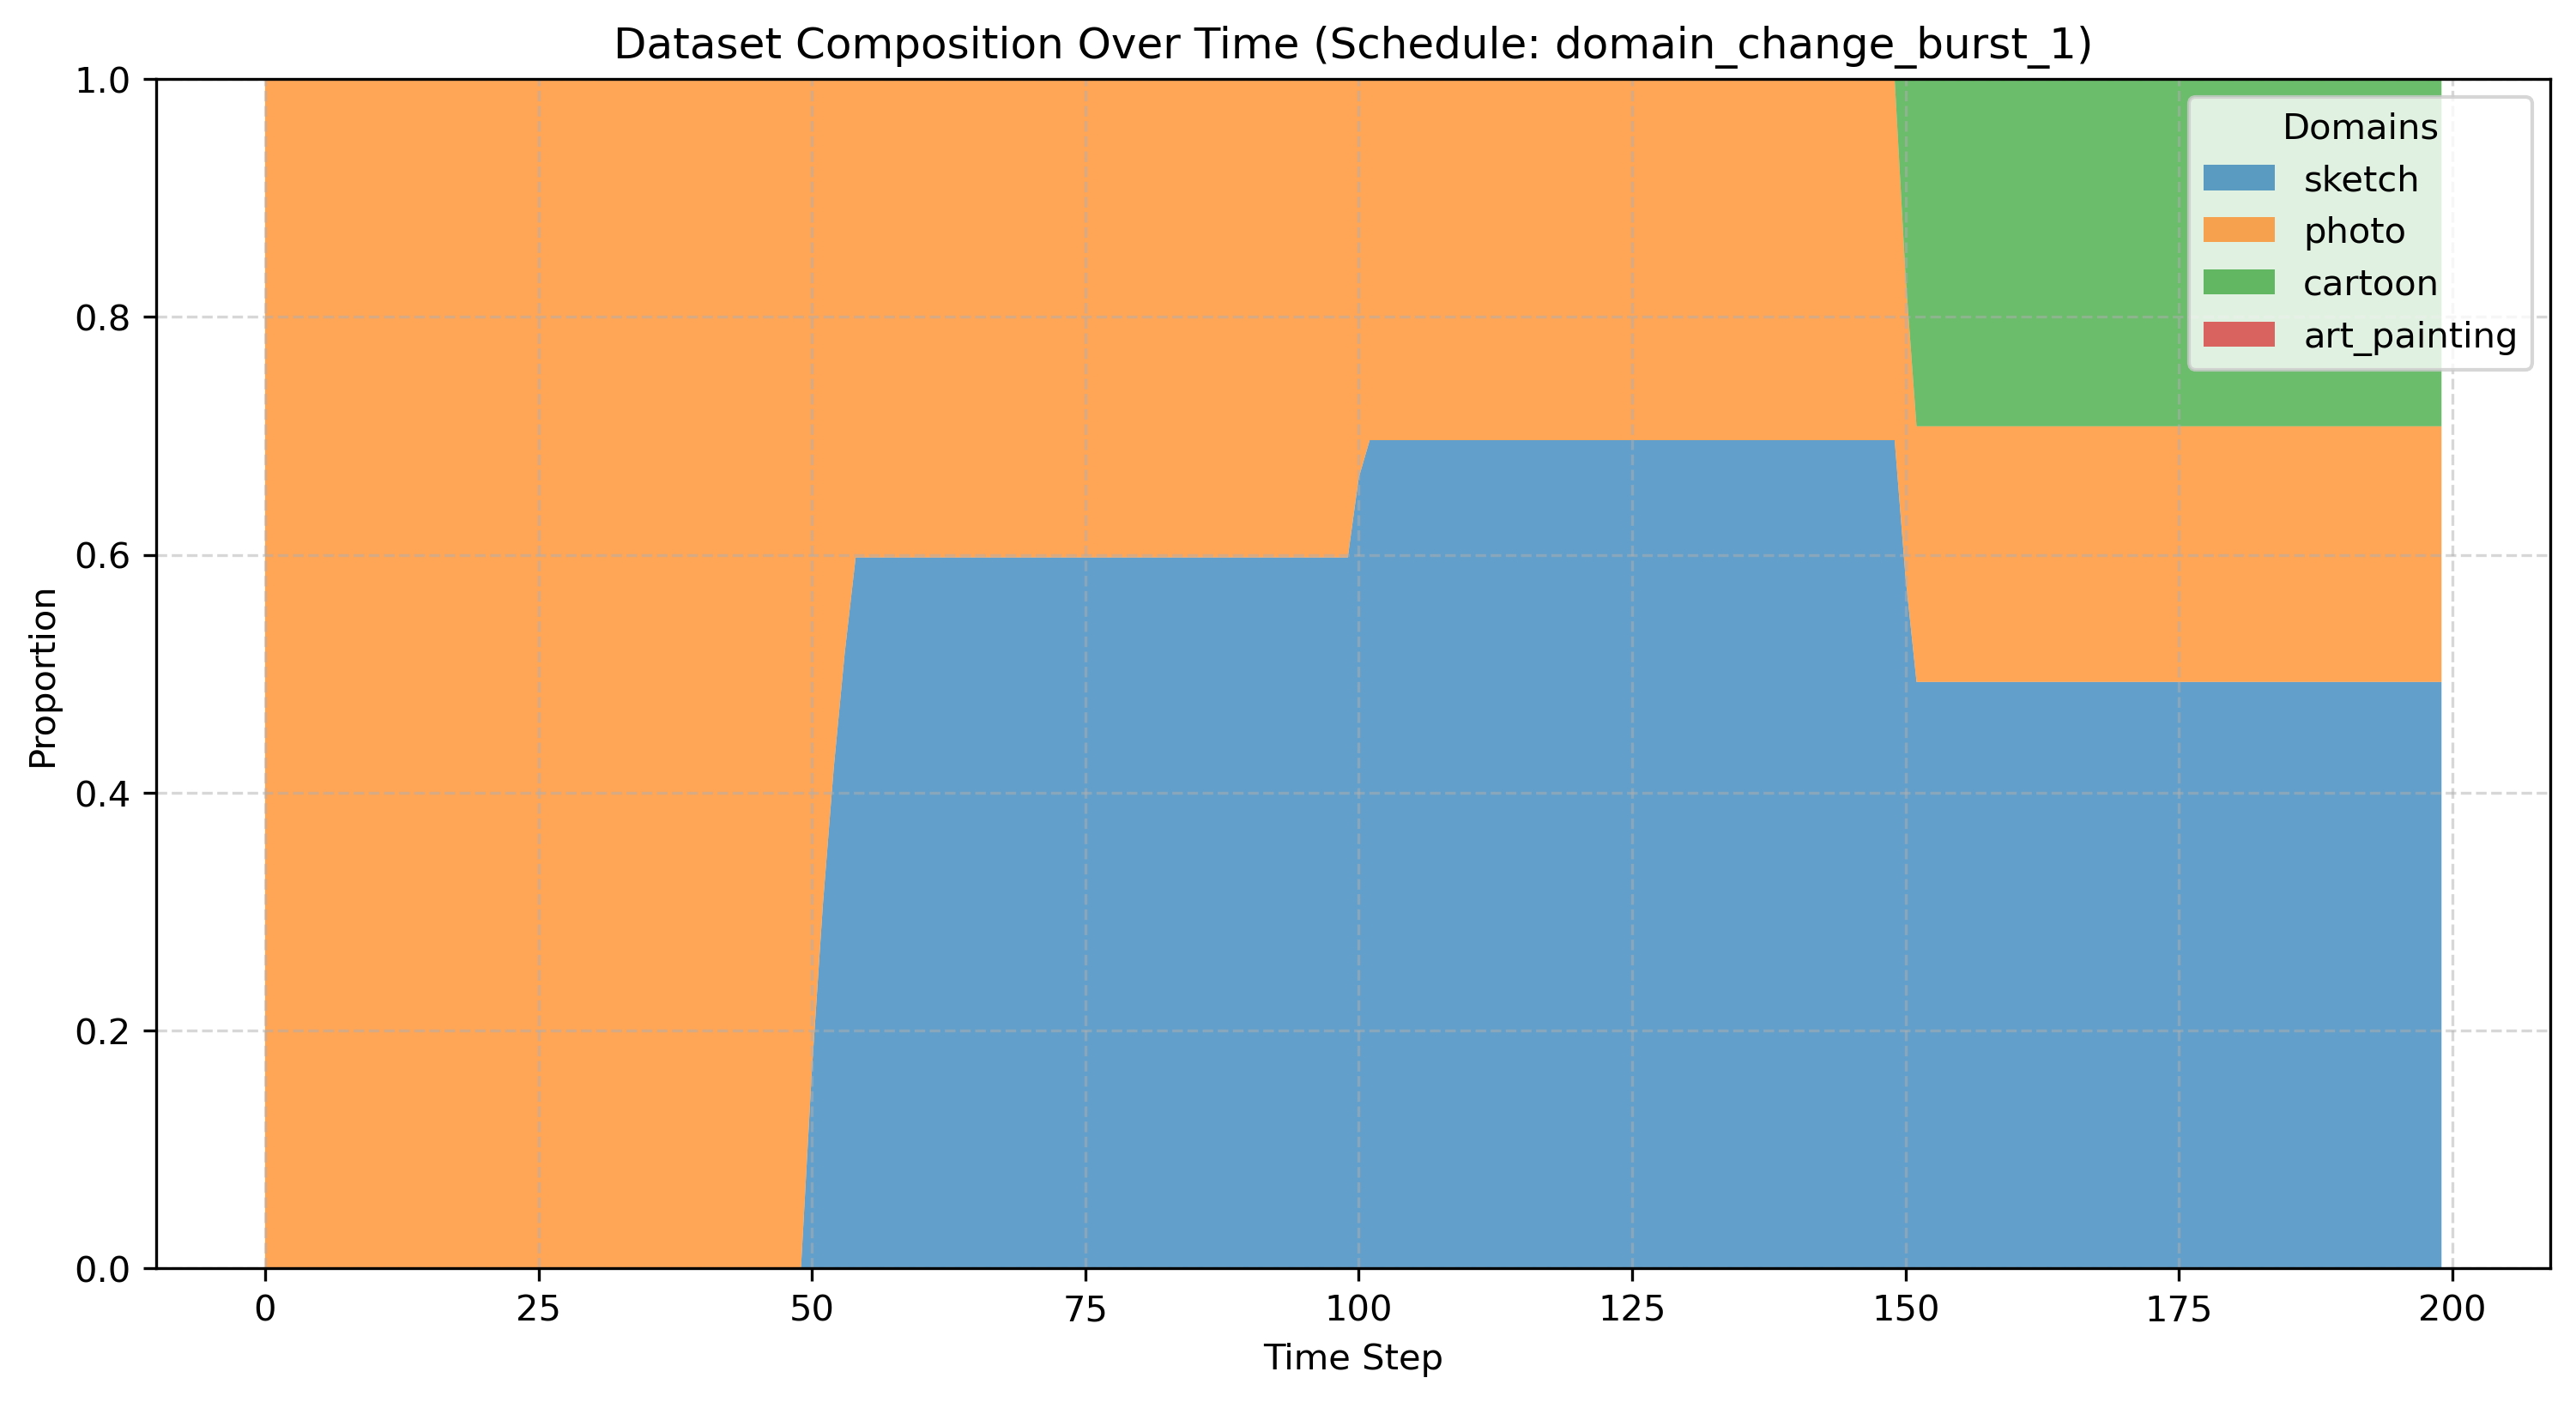 Dataset Composition Over Time (Schedule: domain_change_burst_1)
1.0
0.8
0.6
0.4
0.2
0.0
Proportion
Domains
sketch
photo
cartoon
art_painting
0 25 50 75 100 125 150 175 200
Time Step